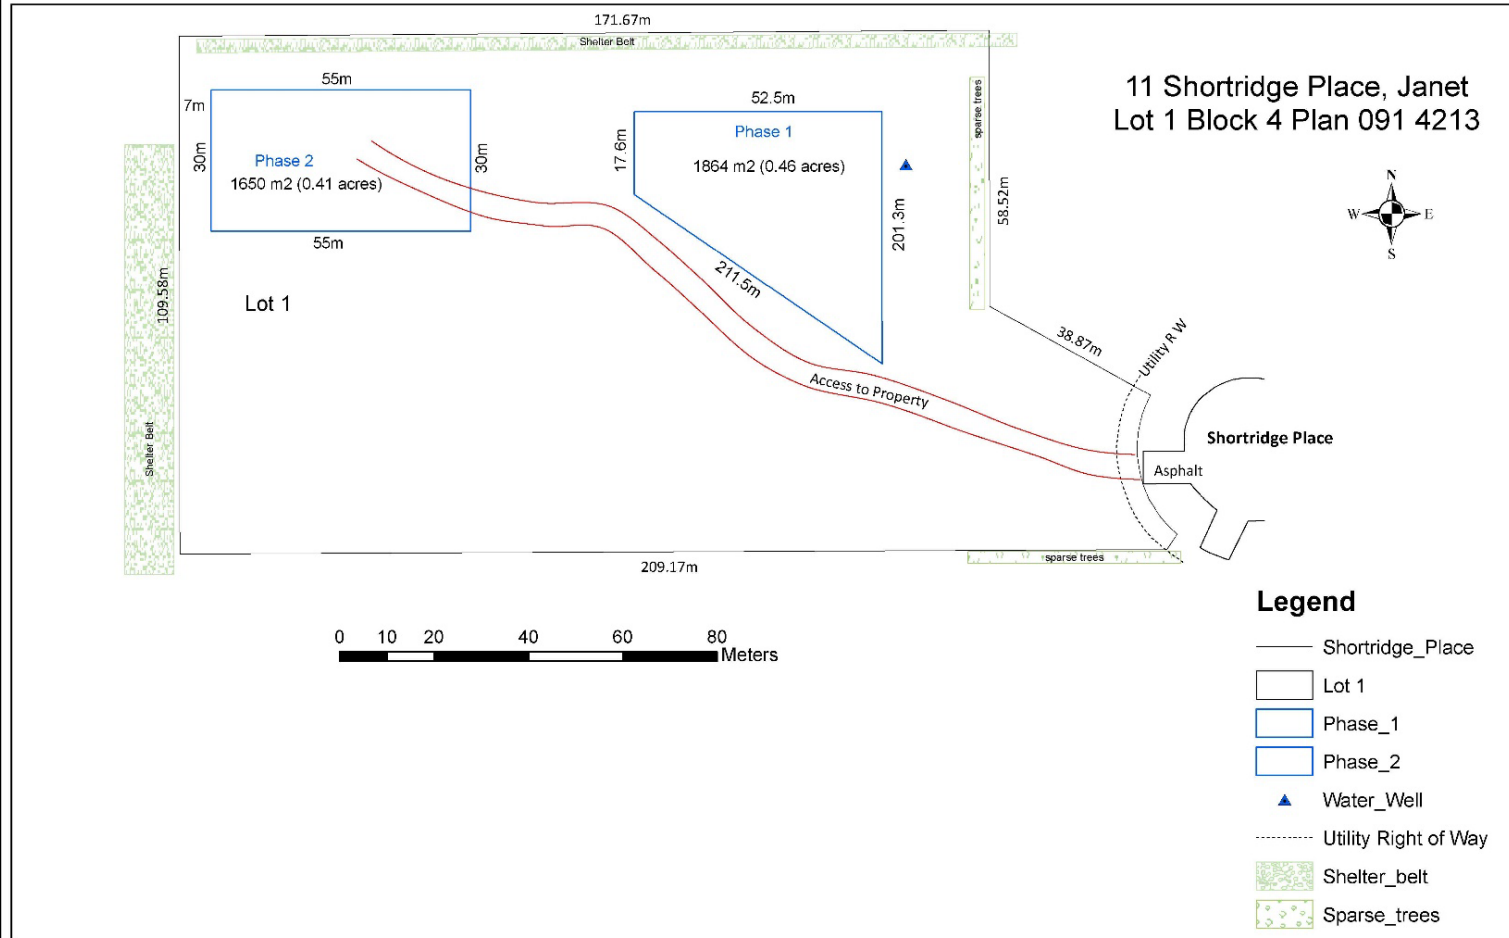 171.67m
Shelter Belt
11 Shortridge Place, Janet
Lot 1 Block 4 Plan 091 4213
55m
7m
30m
Phase 2
1650 m2 (0.41 acres)
30m
55m
52.5m
Phase 1
17.6m
1864 m2 (0.46 acres)
201.3m
211.5m
sparse trees
58.52m
N
W
E
S
109.58m
Lot 1
Shelter Belt
38.87m
Utility R W
Access to Property
Shortridge Place
Asphalt
sparse trees
209.17m
0 10 20 40 60 80
Meters
Legend
Shortridge_Place
Lot 1
Phase_1
Phase_2
Water_Well
Utility Right of Way
Shelter_belt
Sparse_trees